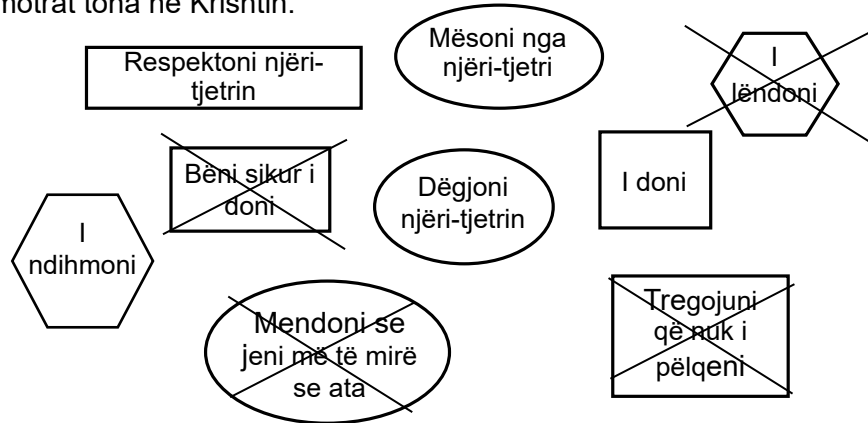 motrat tona në Krishtin.
Respektoni njëri-
tjetrin
Mësoni nga
njëri-tjetri
I
lëndoni
Bëni sikur i
doni
Dëgjoni
njëri-tjetrin
I doni
I
ndihmoni
Mendoni se
jeni më të mirë
se ata
Tregojuni
që nuk i
pëlqeni